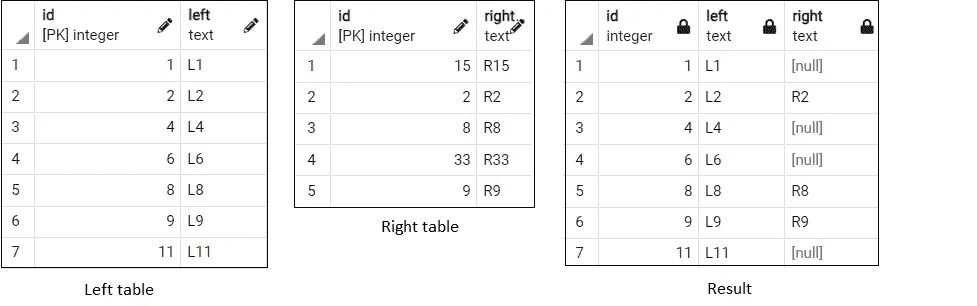 id left
[PK] integer text
1 1 L1
2 2 L2
3 4 L4
4 6 L6
5 8 L8
6 9 L9
7 11 L11
Left table
id right
[PK] integer text
1 15 R15
2 2 R2
3 8 R8
4 33 R33
5 9 R9
Right table
id left right
integer text text
1 1 L1 [null]
2 2 L2 R2
3 4 L4 [null]
4 6 L6 [null]
5 8 L8 R8
6 9 L9 R9
7 11 L11 [null]
Result